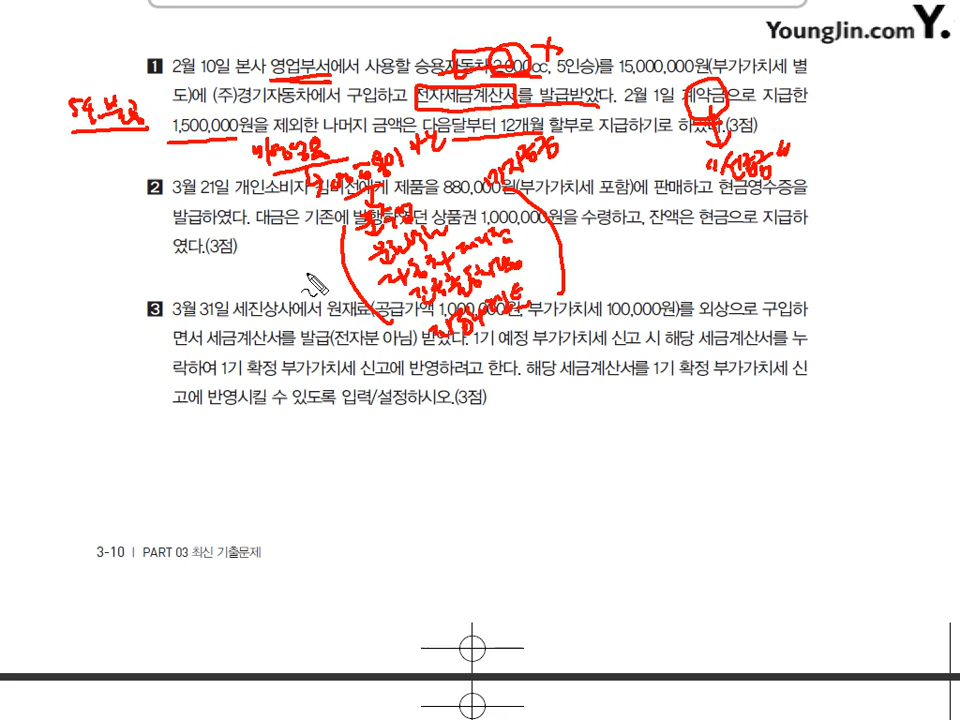 YoungJin.com Y.
1 2월 10일 본사 영업부서에서 사용할 승용자동차(2,000cc, 5인승)를 15,000,000원(부가가치세 별
도)에 (주)경기자동차에서 구입하고 전자세금계산서를 발급받았다. 2월 1일 계약금으로 지급한
54. 불공
1,500,000원을 제외한 나머지 금액은 다음달부터 12개월 할부로 지급하기로 하였다.(3점)
미지급금
"선급금"
2 3월 21일 개인소비자 에게 제품을 880,000원(부가가치세 포함)에 판매하고 현금영수증을
발급하였다. 대금은 기존에 발행하였던 상품권 1,000,000원을 수령하고, 잔액은 현금으로 지급하
였다.(3점)
3 3월 31일 세진상사에서 원재료(공급가액 1,000,000원, 부가가치세 100,000원)를 외상으로 구입하
면서 세금계산서를 발급(전자분 아님) 받았다. 1기 예정 부가가치세 신고 시 해당 세금계산서를 누
락하여 1기 확정 부가가치세 신고에 반영하려고 한다. 해당 세금계산서를 1기 확정 부가가치세 신
고에 반영시킬 수 있도록 입력/설정하시오.(3점)
3-10 | PART 03 최신 기출문제